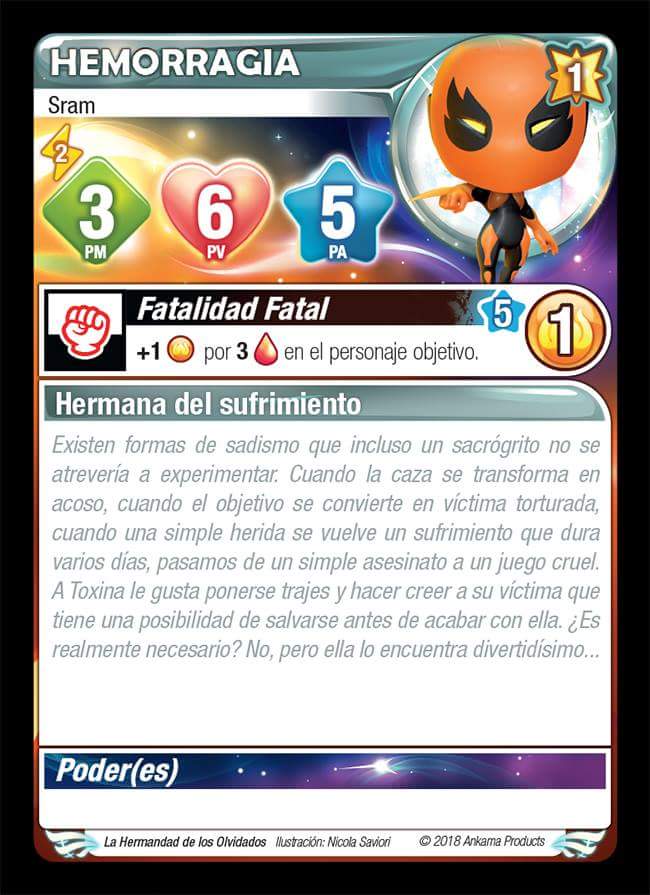 HEMORRAGIA
1
Sram
2
3
PM
6
PV
5
PA
Fatalidad Fatal
5
1
+1 por 3 en el personaje objetivo.
Hermana del sufrimiento
Existen formas de sadismo que incluso un sacrógrito no se
atrevería a experimentar. Cuando la caza se transforma en
acoso, cuando el objetivo se convierte en víctima torturada,
cuando una simple herida se vuelve un sufrimiento que dura
varios días, pasamos de un simple asesinato a un juego cruel.
A Toxina le gusta ponerse trajes y hacer creer a su víctima que
tiene una posibilidad de salvarse antes de acabar con ella. ¿Es
realmente necesario? No, pero ella lo encuentra divertidísimo...
Poder(es)
La Hermandad de los Olvidados Ilustración: Nicola Saviori © 2018 Ankama Products